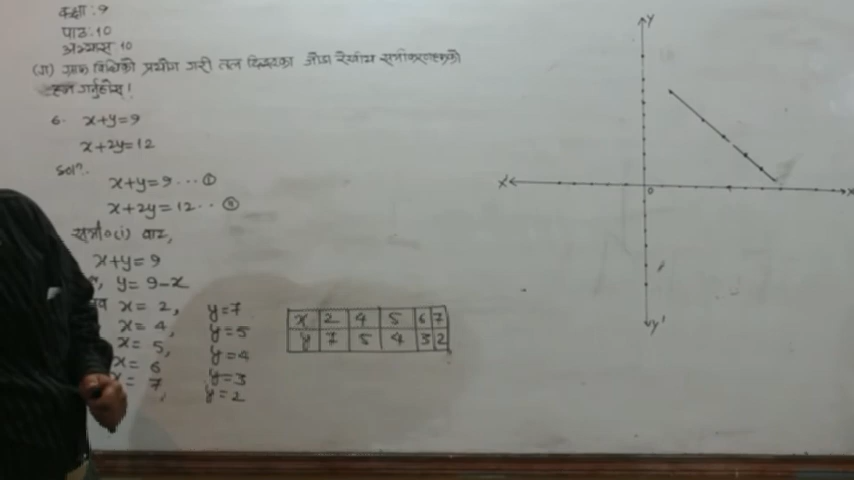 कक्षा : 9
पाठ : 10
अभ्यास 10
(ग) ग्राफ विधिको प्रयोग गरी तल दिइएका जोडा रेखीय समीकरणहरूको
हल गर्नुहोस् ।
6. x+y=9
x+2y=12
Solⁿ.
x+y=9 ... ①
x+2y=12 .. ②
समी० (i) बाट,
x+y=9
y=9-x
x=2, y=7
x=4, y=5
x=5, y=4
x=6 y=3
x=7 y=2
x 2 4 5 6 7
y 7 5 4 3 2
Y
X' O X
Y'